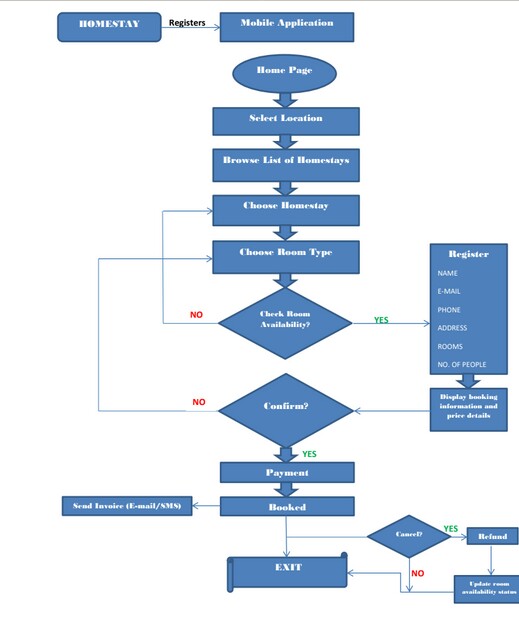 HOMESTAY
Registers
Mobile Application
Home Page
Select Location
Browse List of Homestays
Choose Homestay
Choose Room Type
Register
NAME
E-MAIL
PHONE
ADDRESS
ROOMS
NO. OF PEOPLE
Check Room
Availability?
NO
YES
Display booking
information and
price details
Confirm?
NO
YES
Payment
Booked
Send Invoice (E-mail/SMS)
Cancel?
YES
Refund
NO
EXIT
Update room
availability status